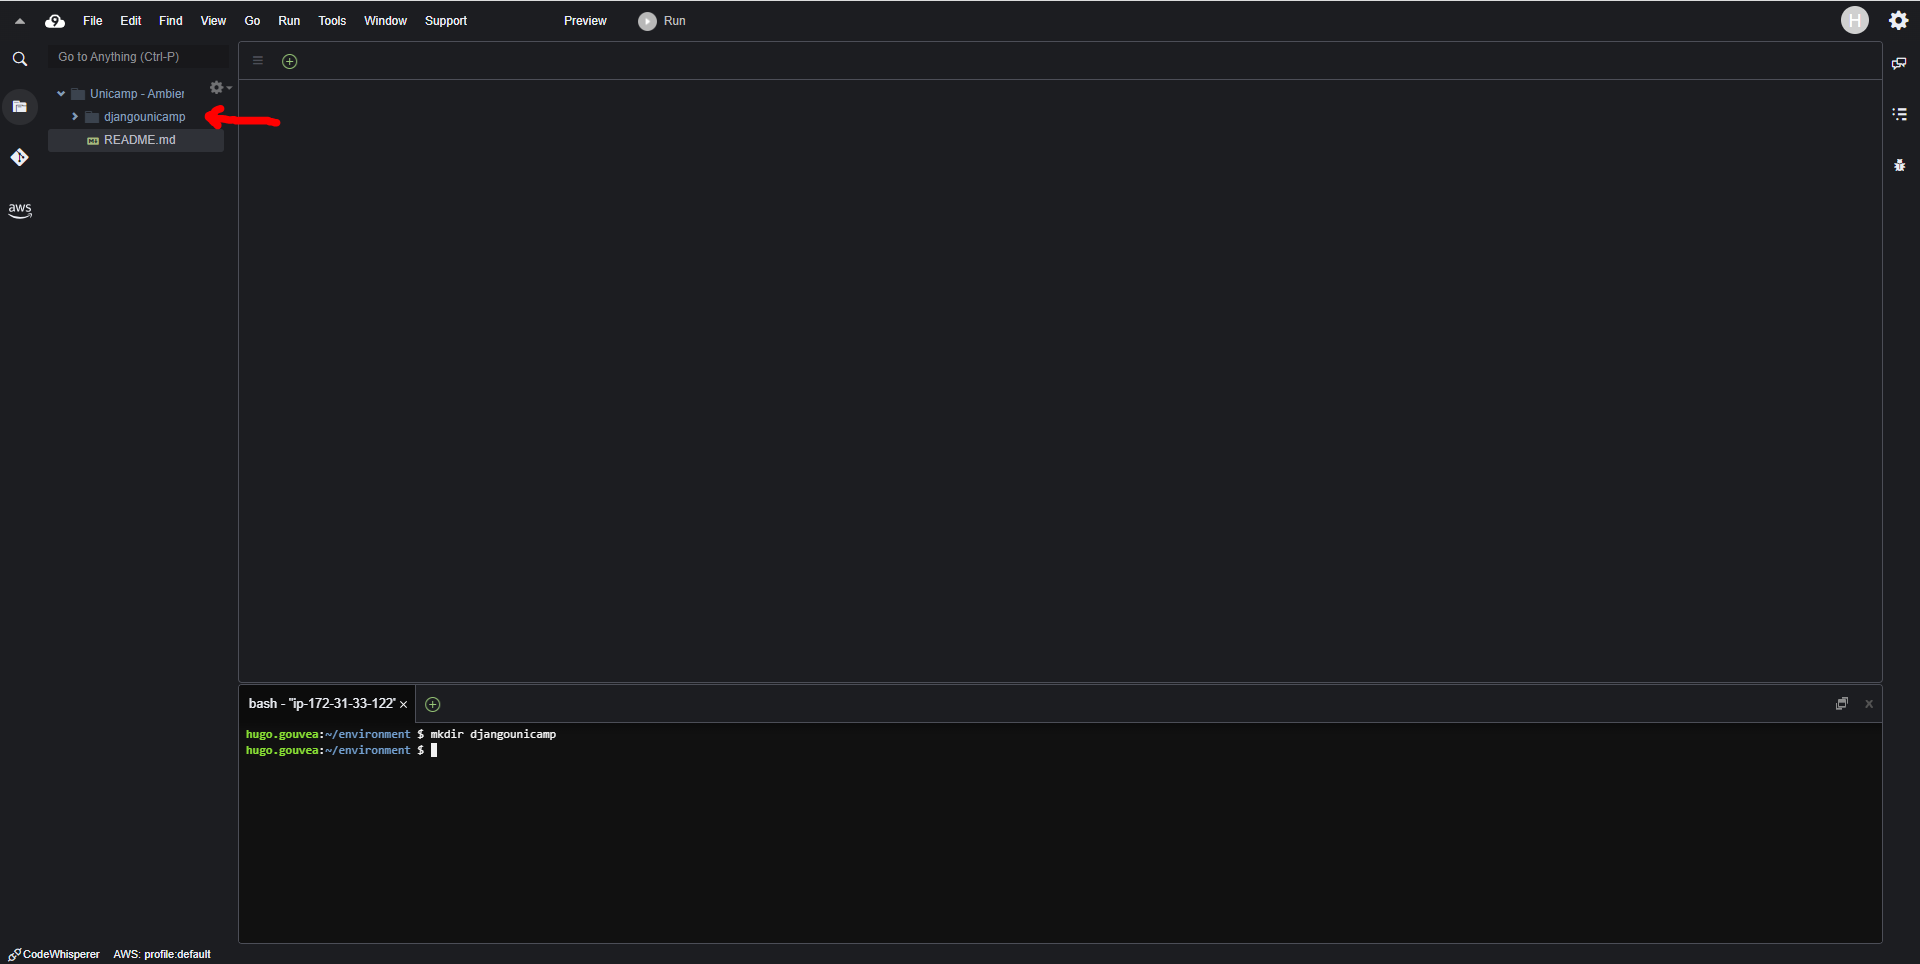 9 File Edit Find View Go Run Tools Window Support Preview Run H
Go to Anything (Ctrl-P)
Unicamp - Ambier
djangounicamp
M↓ README.md
aws
bash - "ip-172-31-33-122" ×
hugo.gouvea:~/environment $ mkdir djangounicamp
hugo.gouvea:~/environment $
CodeWhisperer AWS: profile:default